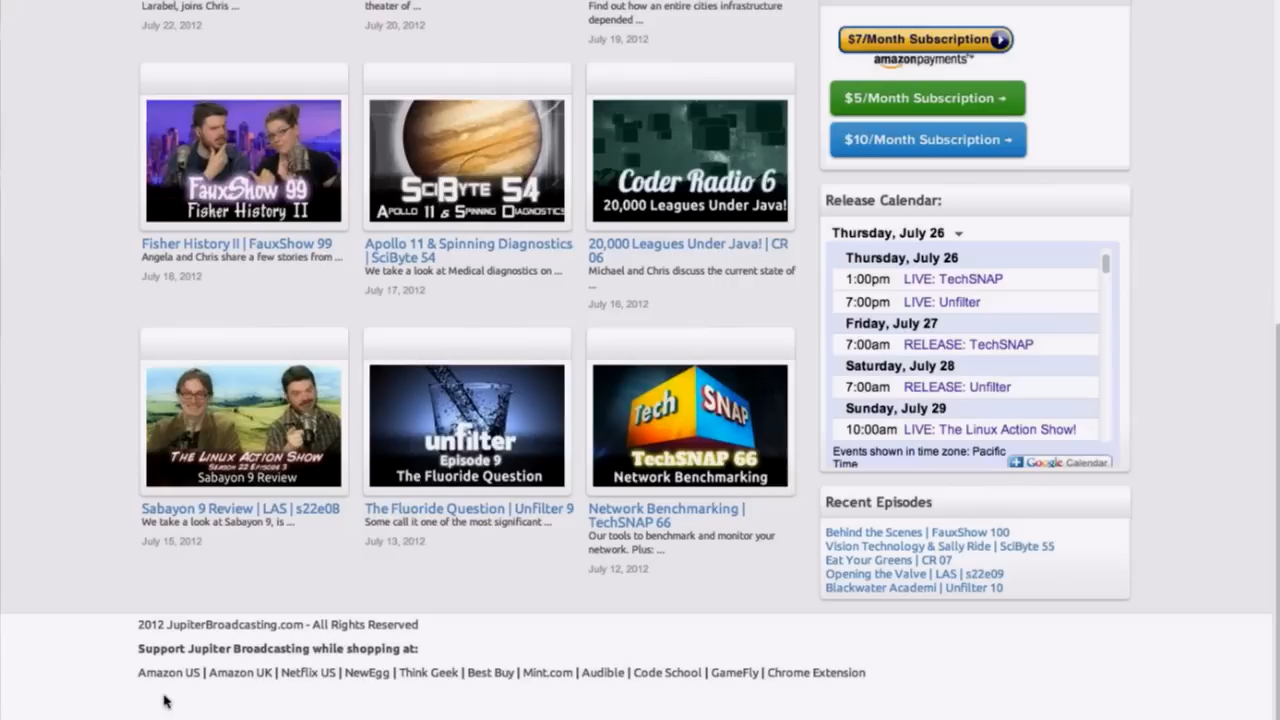 Larabel, joins Chris ...
July 22, 2012
theater of ...
July 20, 2012
Find out how an entire cities infrastructure
depended ...
July 19, 2012
FauxShow 99
Fisher History II
Fisher History II | FauxShow 99
Angela and Chris share a few stories from ...
July 18, 2012
SciByte 54
Apollo 11 & Spinning Diagnostics
Apollo 11 & Spinning Diagnostics
| SciByte 54
We take a look at Medical diagnostics on ...
July 17, 2012
Coder Radio 6
20,000 Leagues Under Java!
20,000 Leagues Under Java! | CR
06
Michael and Chris discuss the current state of
...
July 16, 2012
The Linux Action Show
Season 22 Episode 3
Sabayon 9 Review
Sabayon 9 Review | LAS | s22e08
We take a look at Sabayon 9, is ...
July 15, 2012
unfilter
Episode 9
The Fluoride Question
The Fluoride Question | Unfilter 9
Some call it one of the most significant ...
July 13, 2012
Tech SNAP
TechSNAP 66
Network Benchmarking
Network Benchmarking |
TechSNAP 66
Our tools to benchmark and monitor your
network. Plus: ...
July 12, 2012
$7/Month Subscription
amazonpayments™
$5/Month Subscription →
$10/Month Subscription →
Release Calendar:
Thursday, July 26
Thursday, July 26
1:00pm LIVE: TechSNAP
7:00pm LIVE: Unfilter
Friday, July 27
7:00am RELEASE: TechSNAP
Saturday, July 28
7:00am RELEASE: Unfilter
Sunday, July 29
10:00am LIVE: The Linux Action Show!
Events shown in time zone: Pacific
Time
Google Calendar
Recent Episodes
Behind the Scenes | FauxShow 100
Vision Technology & Sally Ride | SciByte 55
Eat Your Greens | CR 07
Opening the Valve | LAS | s22e09
Blackwater Academi | Unfilter 10
2012 JupiterBroadcasting.com - All Rights Reserved
Support Jupiter Broadcasting while shopping at:
Amazon US | Amazon UK | Netflix US | NewEgg | Think Geek | Best Buy | Mint.com | Audible | Code School | GameFly | Chrome Extension